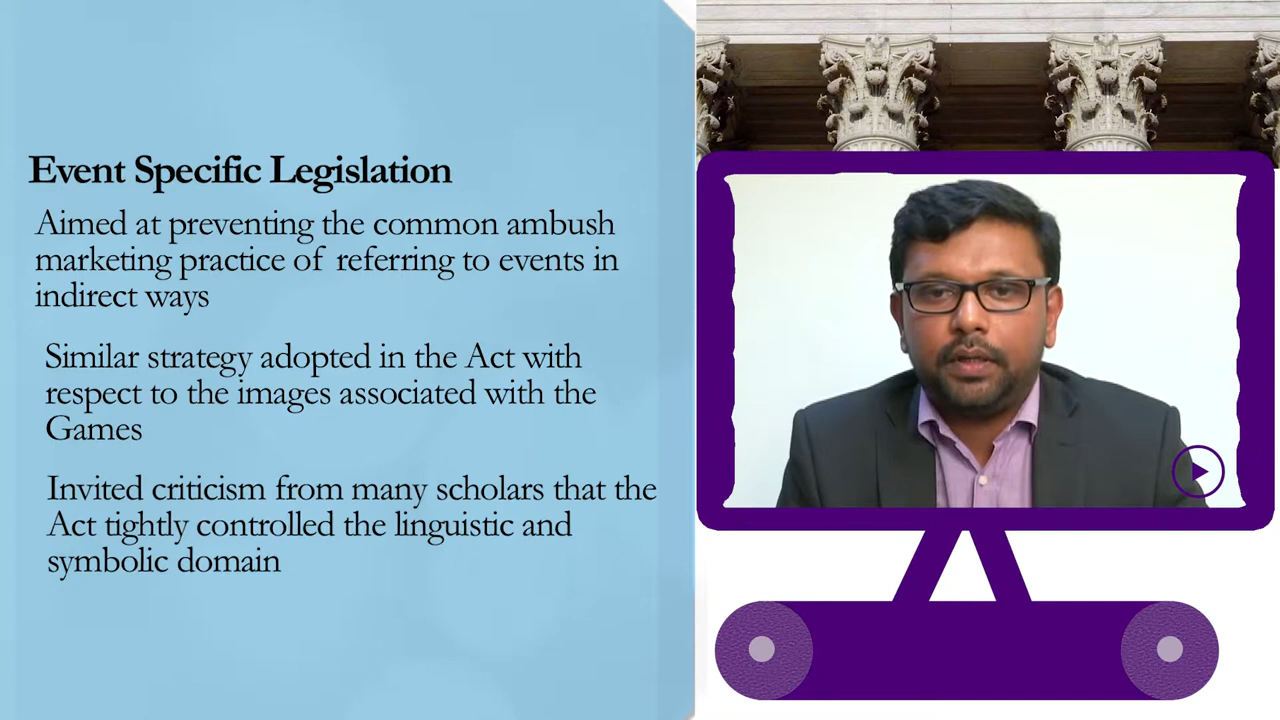 Event Specific Legislation
Aimed at preventing the common ambush
marketing practice of referring to events in
indirect ways
Similar strategy adopted in the Act with
respect to the images associated with the
Games
Invited criticism from many scholars that the
Act tightly controlled the linguistic and
symbolic domain